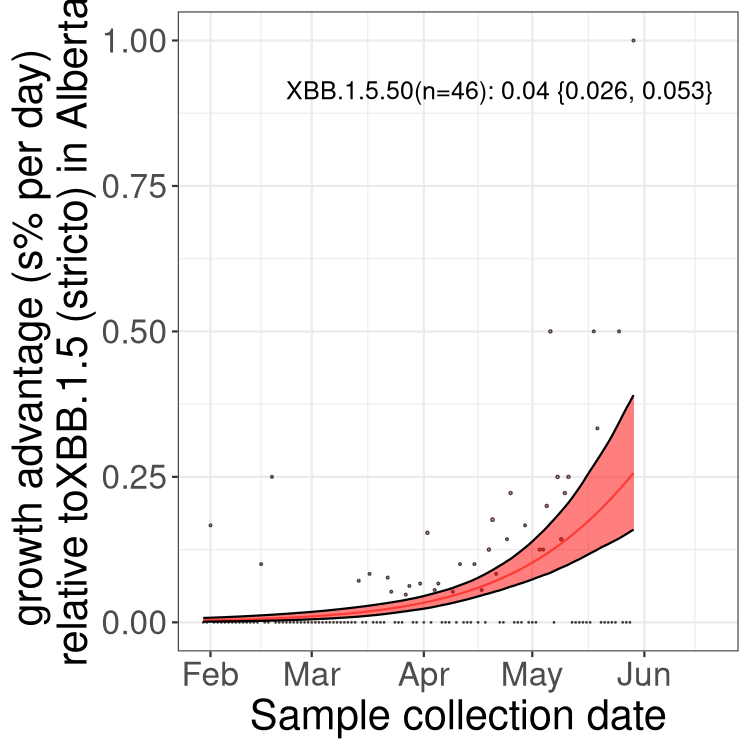 growth advantage (s% per day)
relative toXBB.1.5 (stricto) in Alberta
1.00
0.75
0.50
0.25
0.00
XBB.1.5.50(n=46): 0.04 {0.026, 0.053}
Feb Mar Apr May Jun
Sample collection date